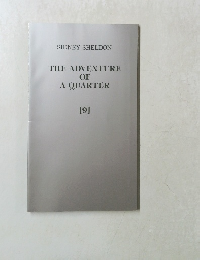 SIDNEY SHELDON
THE ADVENTURE
OF
A QUARTER
[9]